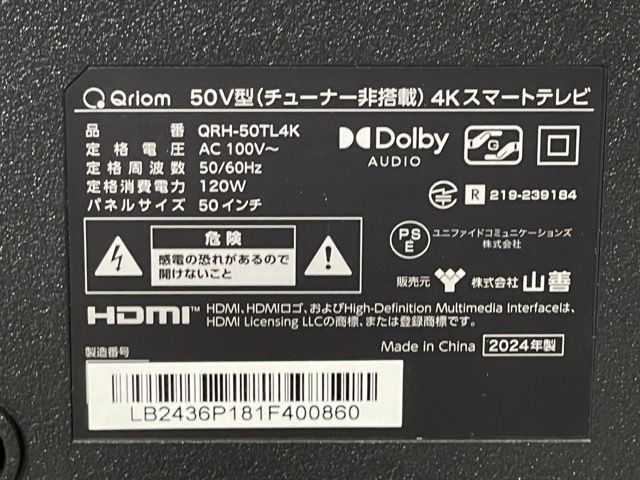 Qriom 50V型(チューナー非搭載) 4Kスマートテレビ
品番 QRH-50TL4K
定格電圧 AC 100V～
定格周波数 50/60Hz
定格消費電力 120W
パネルサイズ 50インチ
Dolby
AUDIO
G
R 219-239184
危険
感電の恐れがあるので
開けないこと
PSE
ユニファイドコミュニケーションズ
株式会社
販売元 株式会社 山善
HDMI™
HDMI、HDMIロゴ、およびHigh-Definition Multimedia Interfaceは、
HDMI Licensing LLCの商標、または登録商標です。
Made in China 2024年製
製造番号
LB2436P181F400860